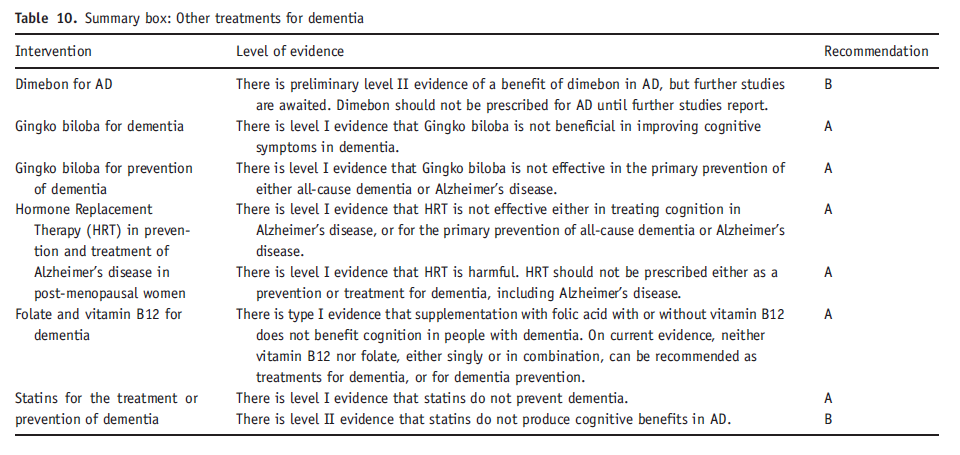 Table 10. Summary box: Other treatments for dementia
Intervention Level of evidence Recommendation
Dimebon for AD There is preliminary level II evidence of a benefit of dimebon in AD, but further studies B
are awaited. Dimebon should not be prescribed for AD until further studies report.
Gingko biloba for dementia There is level I evidence that Gingko biloba is not beneficial in improving cognitive A
symptoms in dementia.
Gingko biloba for prevention There is level I evidence that Gingko biloba is not effective in the primary prevention of A
of dementia either all-cause dementia or Alzheimer's disease.
Hormone Replacement There is level I evidence that HRT is not effective either in treating cognition in A
Therapy (HRT) in preven- Alzheimer's disease, or for the primary prevention of all-cause dementia or Alzheimer's
tion and treatment of disease.
Alzheimer's disease in There is level I evidence that HRT is harmful. HRT should not be prescribed either as a A
post-menopausal women prevention or treatment for dementia, including Alzheimer's disease.
Folate and vitamin B12 for There is type I evidence that supplementation with folic acid with or without vitamin B12 A
dementia does not benefit cognition in people with dementia. On current evidence, neither
vitamin B12 nor folate, either singly or in combination, can be recommended as
treatments for dementia, or for dementia prevention.
Statins for the treatment or There is level I evidence that statins do not prevent dementia. A
prevention of dementia There is level II evidence that statins do not produce cognitive benefits in AD. B